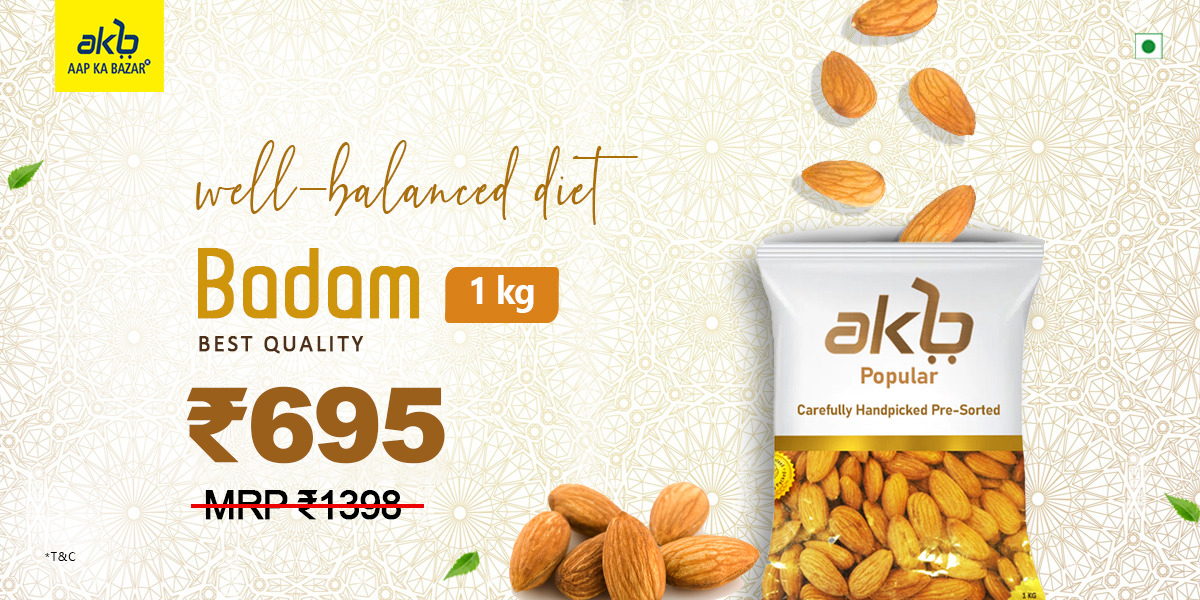 akb
AAP KA BAZAR
well-balanced diet
Badam
1 kg
BEST QUALITY
₹695
MRP ₹1398
*T&C
akb
Popular
Carefully Handpicked Pre-Sorted
1 KG